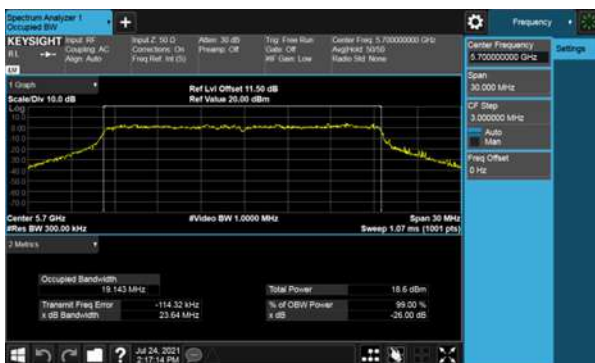 Spectrum Analyzer 1
Occupied BW
+
Frequency
KEYSIGHT
Input: RF
Input Z: 50 Ω
Atten: 30 dB
Trig: Free Run
Center Freq: 5.700000000 GHz
RL
Coupling: AC
Corrections: On
Preamp: Off
Gate: Off
Avg|Hold: 50/50
Align: Auto
Freq Ref: Int (S)
#IF Gain: Low
Radio Std: None
Center Frequency
5.700000000 GHz
Settings
Span
30.000 MHz
CF Step
3.000000 MHz
Auto
Man
Freq Offset
0 Hz
1 Graph
Ref Lvl Offset 11.50 dB
Scale/Div 10.0 dB
Ref Value 20.00 dBm
Log
10.0
0.00
Center 5.7 GHz
#Video BW 1.0000 MHz
Span 30 MHz
#Res BW 300.00 kHz
Sweep 1.07 ms (1001 pts)
2 Metrics
Occupied Bandwidth
19.143 MHz
Total Power
18.6 dBm
Transmit Freq Error
-114.32 kHz
% of OBW Power
99.00 %
x dB Bandwidth
23.64 MHz
x dB
-26.00 dB
?
Jul 24, 2021
2:17:14 PM